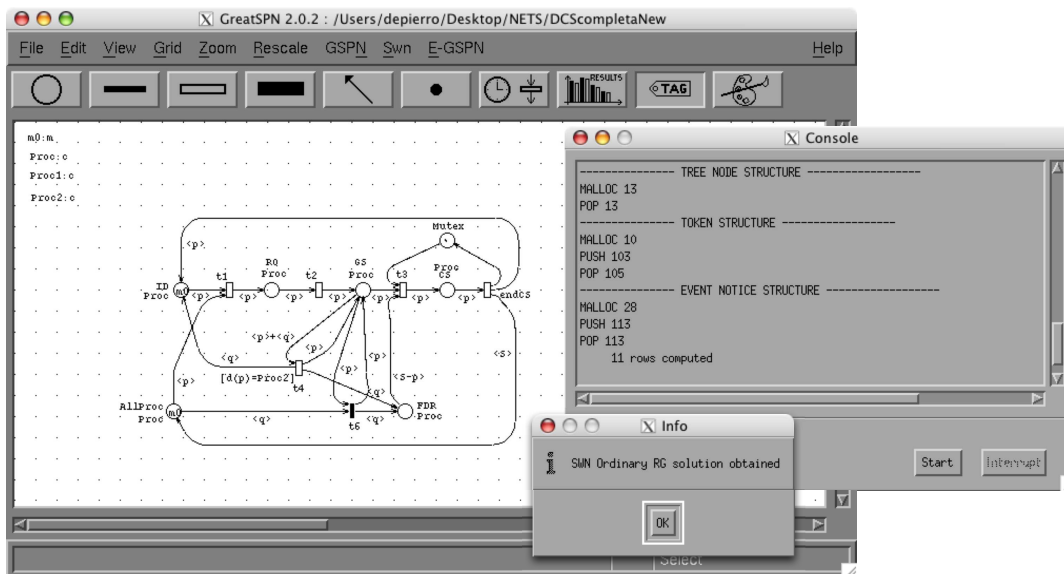 GreatSPN 2.0.2 : /Users/depierro/Desktop/NETS/DCScompletaNew
File Edit View Grid Zoom Rescale GSPN Swn E-GSPN Help
RESULTS
TAG
m0:m
Proc:c
Proc1:c
Proc2:c
Mutex
<p>
RQ
Proc
GS
Proc
Proc
CS
t1
t2
t3
ID
Proc
m0
<p>
<p>
<p>
<p>
<p>
<p>
<p>
endcs
<p>+<q>
<p>
<p>
<q>
<p>
<s>
<p>
[d(p)=Proc2]
t4
<q>
<s-p>
AllProc
Proc
m0
<q>
t6
<q>
FDR
Proc
Select
Console
---------------- TREE NODE STRUCTURE -------------------
MALLOC 13
POP 13
---------------- TOKEN STRUCTURE -------------------
MALLOC 10
PUSH 103
POP 105
---------------- EVENT NOTICE STRUCTURE -------------------
MALLOC 28
PUSH 113
POP 113
11 rows computed
Start
Interrupt
Info
SWN Ordinary RG solution obtained
OK